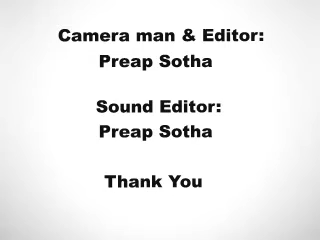 Camera man & Editor:
Preap Sotha
Sound Editor:
Preap Sotha
Thank You